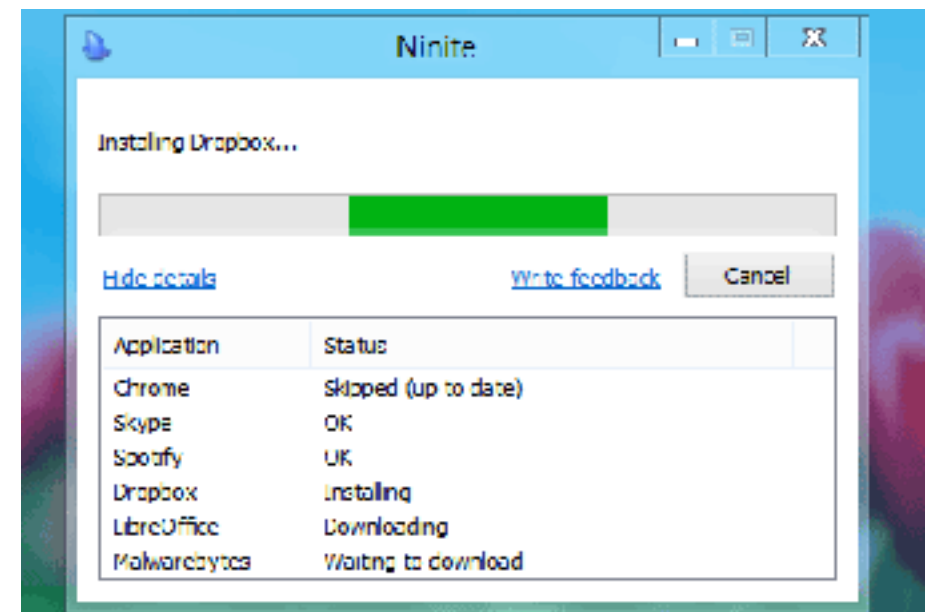 Ninite
Installing Dropbox...
Hide details Write feedback Cancel
Application Status
Chrome Skipped (up to date)
Skype OK
Spotify OK
Dropbox Installing
LibreOffice Downloading
Malwarebytes Waiting to download